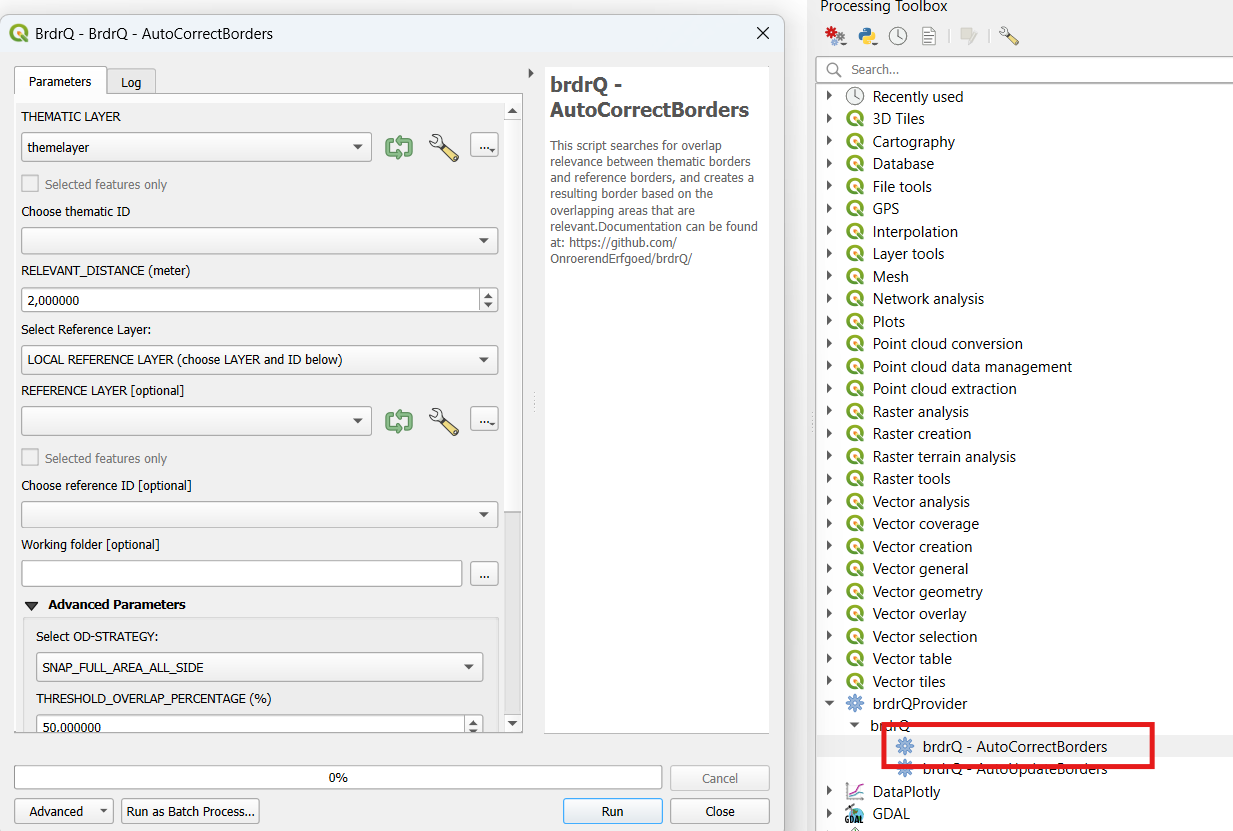 BrdrQ - BrdrQ - AutoCorrectBorders
Parameters
Log
THEMATIC LAYER
themelayer
...
Selected features only
Choose thematic ID
RELEVANT_DISTANCE (meter)
2,000000
Select Reference Layer:
LOCAL REFERENCE LAYER (choose LAYER and ID below)
REFERENCE LAYER [optional]
...
Selected features only
Choose reference ID [optional]
Working folder [optional]
...
Advanced Parameters
Select OD-STRATEGY:
SNAP_FULL_AREA_ALL_SIDE
THRESHOLD_OVERLAP_PERCENTAGE (%)
50,000000
brdrQ -
AutoCorrectBorders
This script searches for overlap
relevance between thematic borders
and reference borders, and creates a
resulting border based on the
overlapping areas that are
relevant.Documentation can be found
at: https://github.com/
OnroerendErfgoed/brdrQ/
0%
Cancel
Advanced
Run as Batch Process...
Run
Close
Processing Toolbox
Search...
Recently used
3D Tiles
Cartography
Database
File tools
GPS
Interpolation
Layer tools
Mesh
Network analysis
Plots
Point cloud conversion
Point cloud data management
Point cloud extraction
Raster analysis
Raster creation
Raster terrain analysis
Raster tools
Vector analysis
Vector coverage
Vector creation
Vector general
Vector geometry
Vector overlay
Vector selection
Vector table
Vector tiles
brdrQProvider
brdrQ
brdrQ - AutoCorrectBorders
brdrQ - AutoUpdateBorders
DataPlotly
GDAL
GDAL